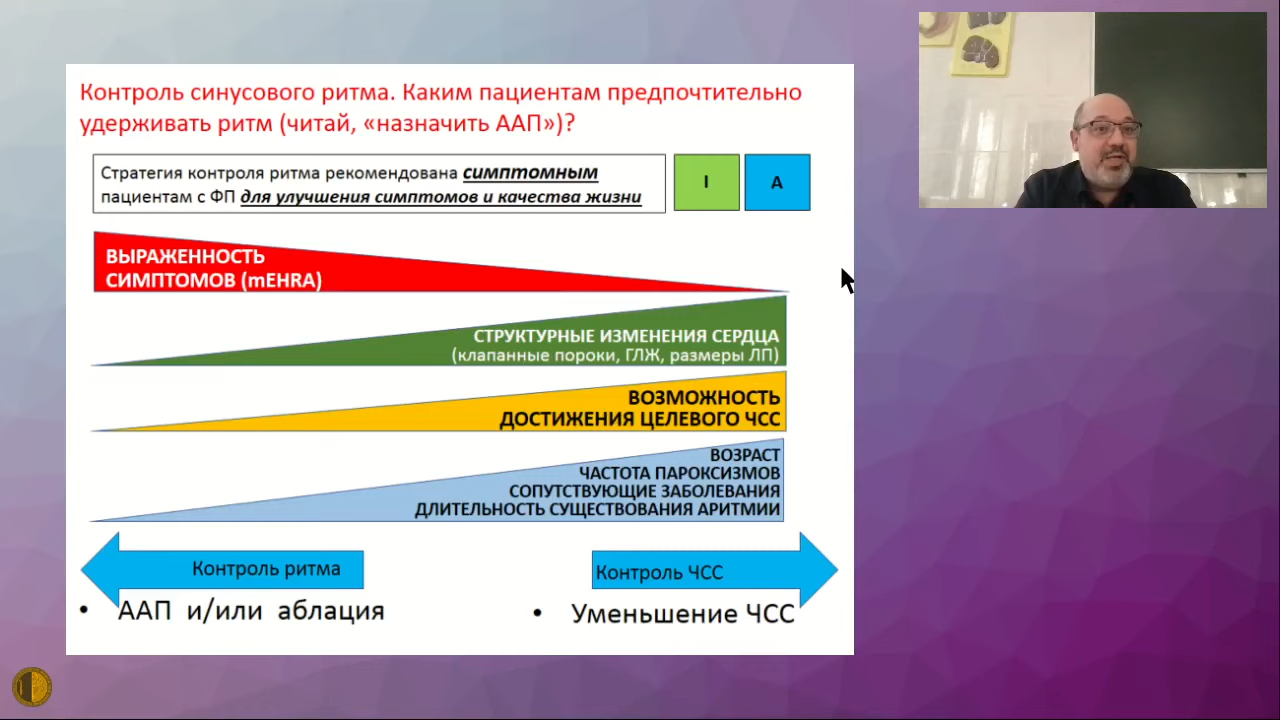 Контроль синусового ритма. Каким пациентам предпочтительно
удерживать ритм (читай, «назначить ААП»)?
Стратегия контроля ритма рекомендована симптомным
пациентам с ФП для улучшения симптомов и качества жизни
I
А
ВЫРАЖЕННОСТЬ
СИМПТОМОВ (mEHRA)
СТРУКТУРНЫЕ ИЗМЕНЕНИЯ СЕРДЦА
(клапанные пороки, ГЛЖ, размеры ЛП)
ВОЗМОЖНОСТЬ
ДОСТИЖЕНИЯ ЦЕЛЕВОГО ЧСС
ВОЗРАСТ
ЧАСТОТА ПАРОКСИЗМОВ
СОПУТСТВУЮЩИЕ ЗАБОЛЕВАНИЯ
ДЛИТЕЛЬНОСТЬ СУЩЕСТВОВАНИЯ АРИТМИИ
Контроль ритма
Контроль ЧСС
• ААП и/или аблация
• Уменьшение ЧСС